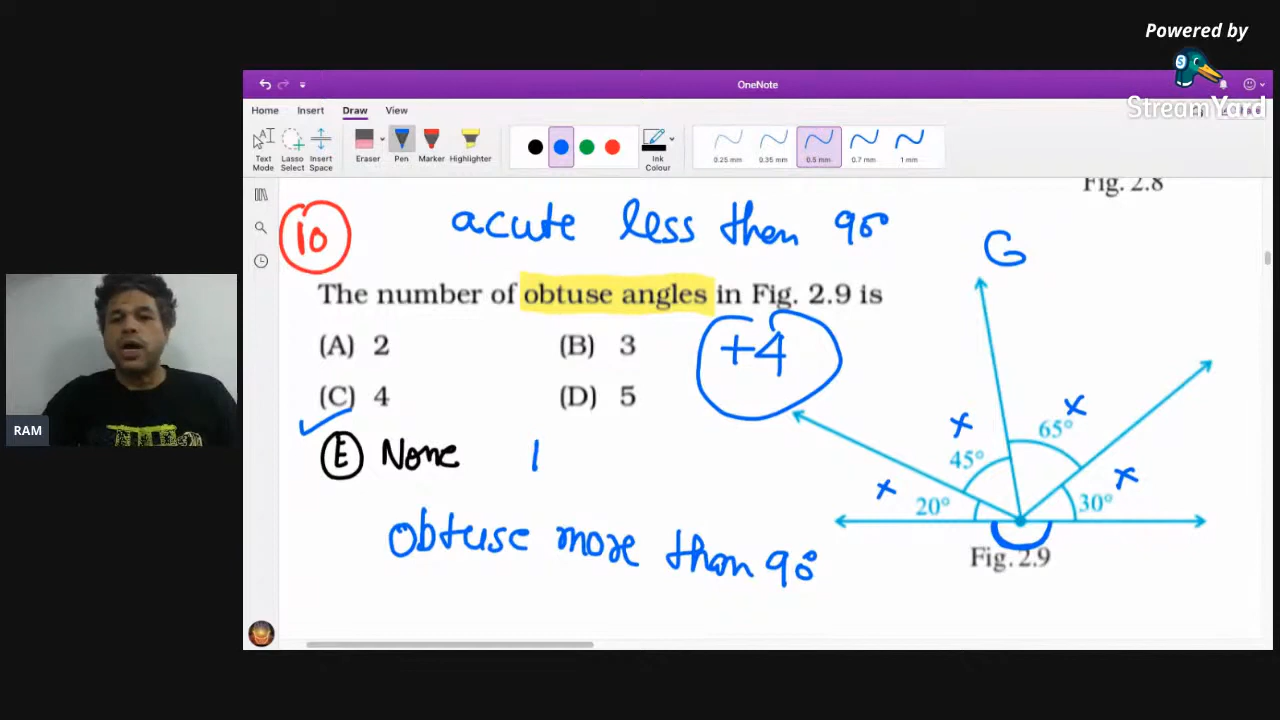 Powered by
StreamYard
OneNote
Home Insert Draw View
Text Mode
Lasso Select
Insert Space
Eraser
Pen
Marker
Highlighter
Ink Colour
0.25 mm
0.35 mm
0.5 mm
0.7 mm
1 mm
Fig. 2.8
10
acute less then 90°
G
The number of obtuse angles in Fig. 2.9 is
(A) 2 (B) 3
+4
(C) 4 (D) 5
x x
65°
45°
E None 1
x x
20° 30°
obtuse more than 90°
Fig. 2.9
RAM